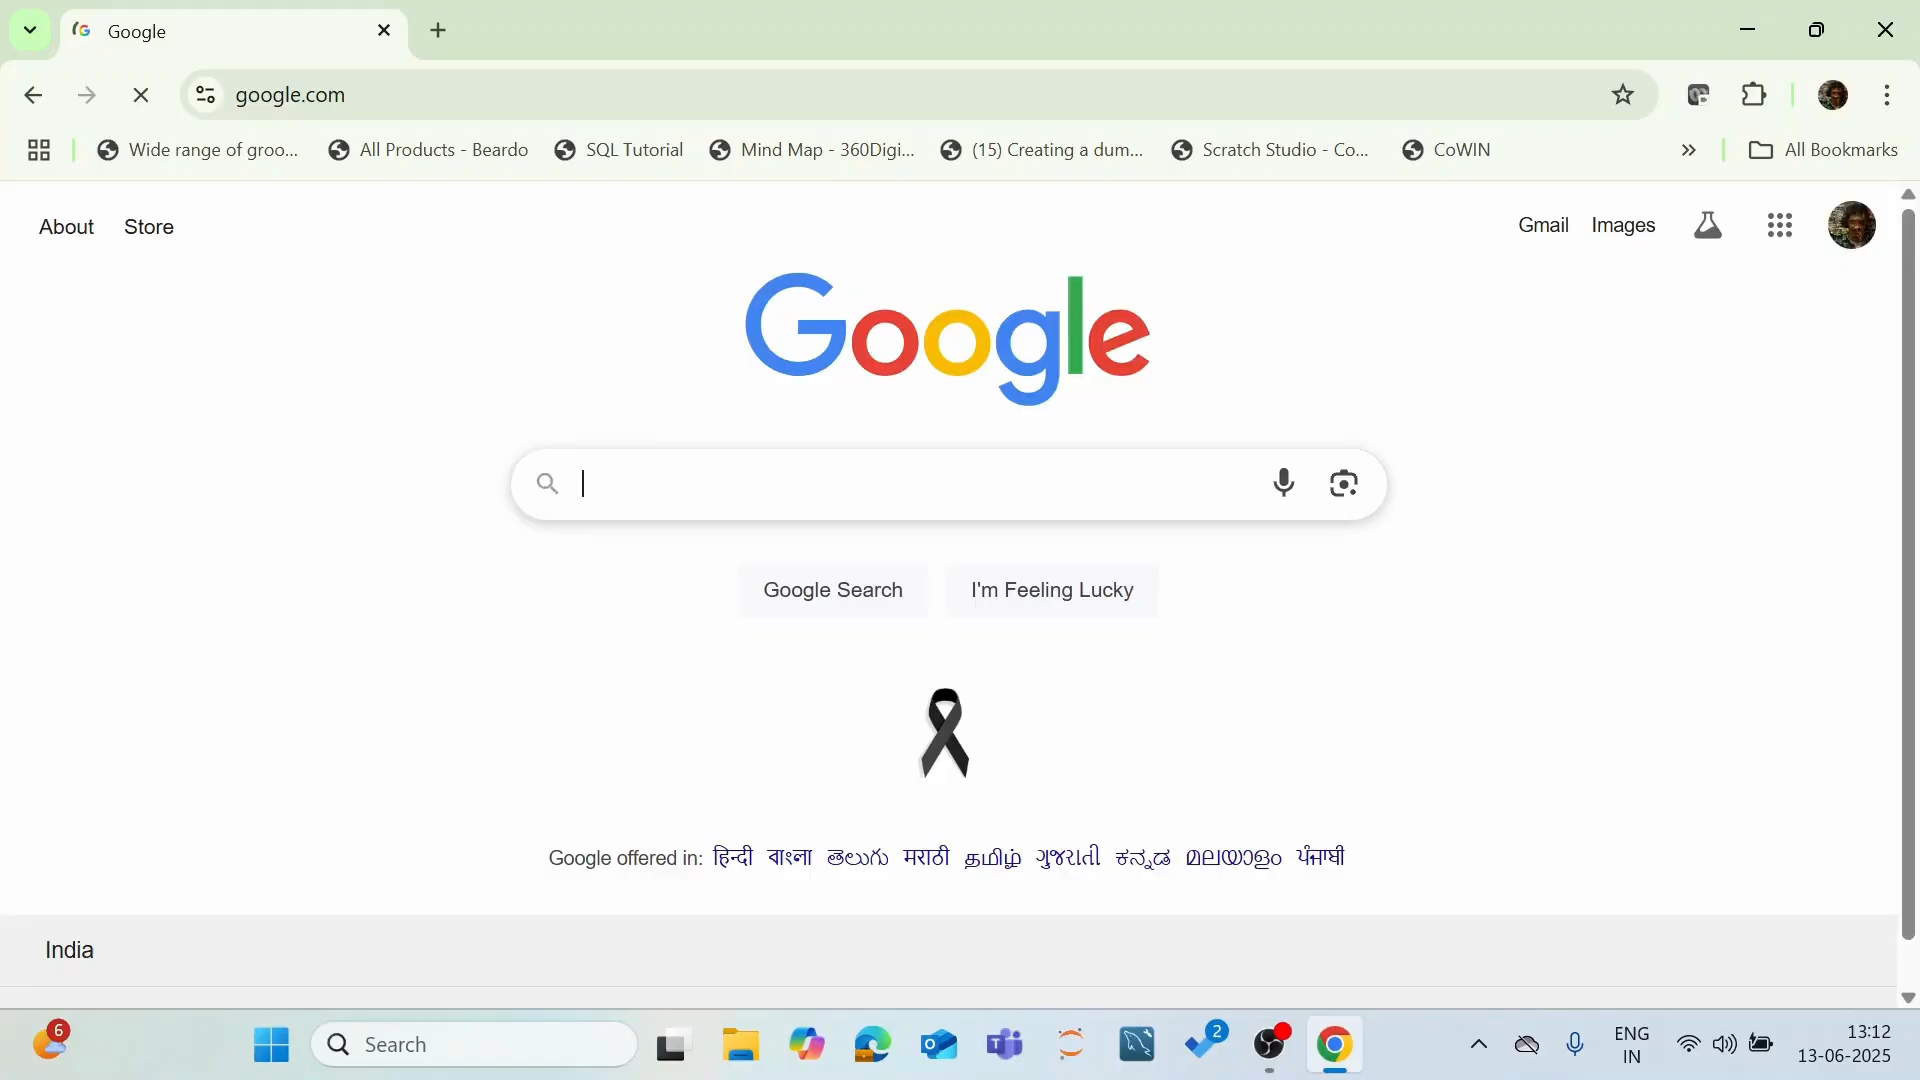 Google
google.com
Wide range of groo...
All Products - Beardo
SQL Tutorial
Mind Map - 360Digi...
(15) Creating a dum...
Scratch Studio - Co...
CoWIN
All Bookmarks
About
Store
Gmail
Images
Google
Google Search
I'm Feeling Lucky
Google offered in: हिन्दी বাংলা తెలుగు मराठी தமிழ் ગુજરાતી ಕನ್ನಡ മലയാളം ਪੰਜਾਬੀ
India
6
Search
2
ENG
IN
13:12
13-06-2025